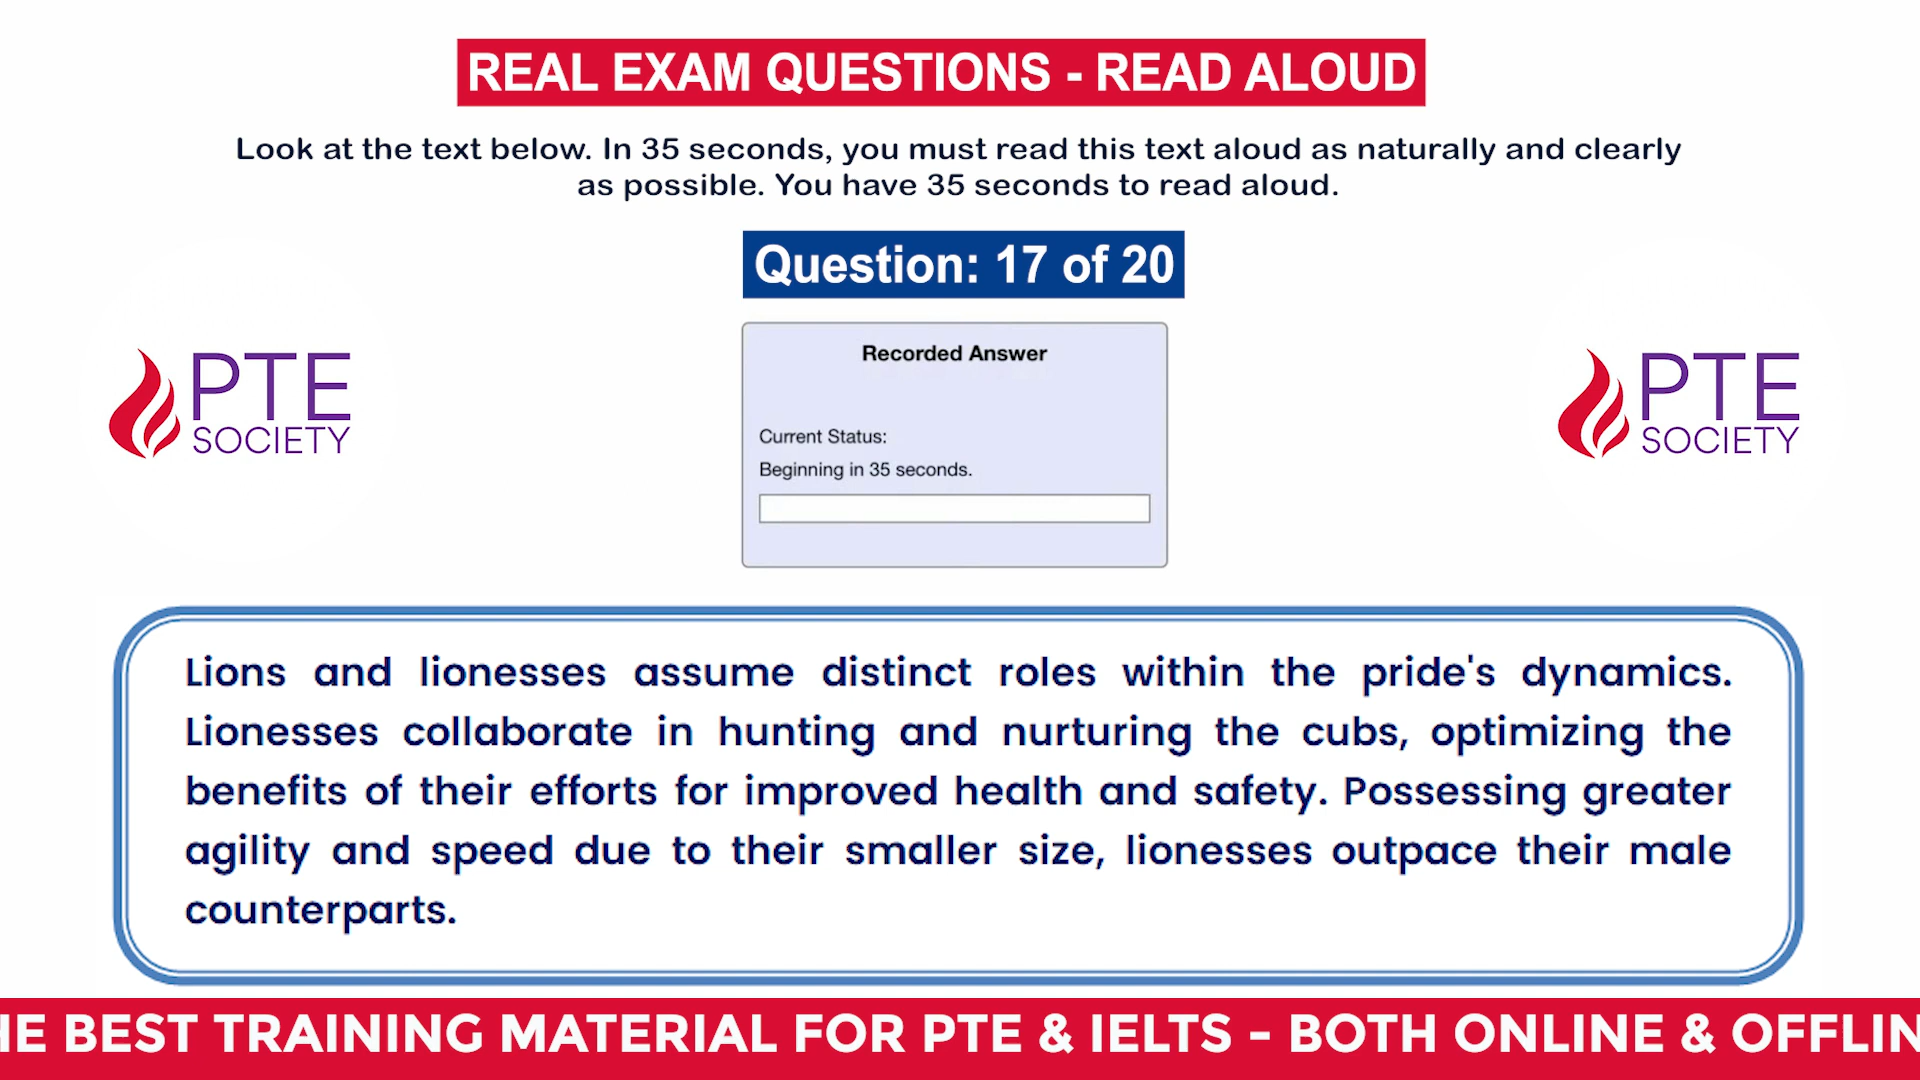 REAL EXAM QUESTIONS - READ ALOUD
Look at the text below. In 35 seconds, you must read this text aloud as naturally and clearly
as possible. You have 35 seconds to read aloud.
Question: 17 of 20
PTE
SOCIETY
Recorded Answer
Current Status:
Beginning in 35 seconds.
PTE
SOCIETY
Lions and lionesses assume distinct roles within the pride's dynamics.
Lionesses collaborate in hunting and nurturing the cubs, optimizing the
benefits of their efforts for improved health and safety. Possessing greater
agility and speed due to their smaller size, lionesses outpace their male
counterparts.
HE BEST TRAINING MATERIAL FOR PTE & IELTS - BOTH ONLINE & OFFLIN